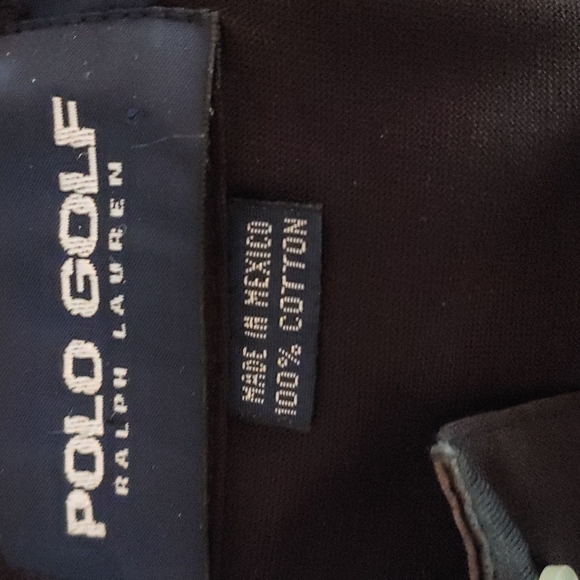 POLO GOLF
RALPH LAUREN
MADE IN MEXICO
100% COTTON